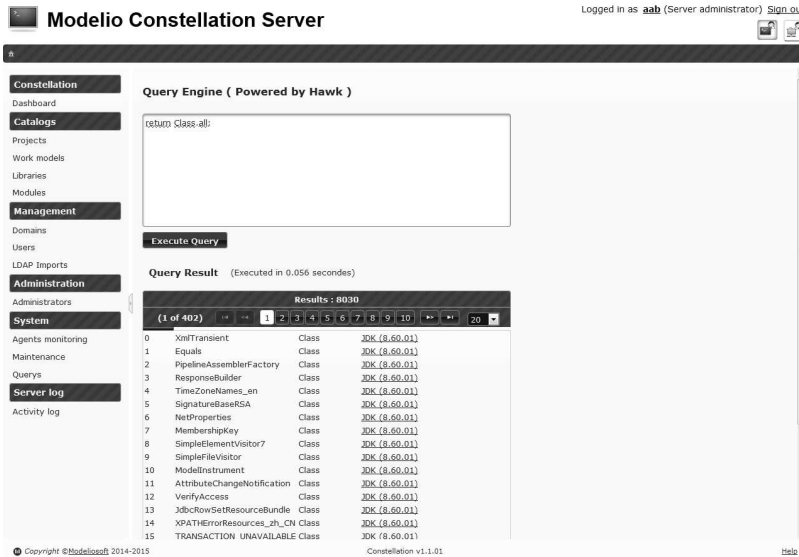 Modelio Constellation Server
Logged in as aab (Server administrator) Sign ou
Constellation
Dashboard
Catalogs
Projects
Work models
Libraries
Modules
Management
Domains
Users
LDAP Imports
Administration
Administrators
System
Agents monitoring
Maintenance
Querys
Server log
Activity log
Query Engine ( Powered by Hawk )
return Class.all;
Execute Query
Query Result (Executed in 0.056 secondes)
Results : 8030
(1 of 402) 1 2 3 4 5 6 7 8 9 10 20
0 XmlTransient Class JDK (8.60.01)
1 Equals Class JDK (8.60.01)
2 PipelineAssemblerFactory Class JDK (8.60.01)
3 ResponseBuilder Class JDK (8.60.01)
4 TimeZoneNames_en Class JDK (8.60.01)
5 SignatureBaseRSA Class JDK (8.60.01)
6 NetProperties Class JDK (8.60.01)
7 MembershipKey Class JDK (8.60.01)
8 SimpleElementVisitor7 Class JDK (8.60.01)
9 SimpleFileVisitor Class JDK (8.60.01)
10 ModelInstrument Class JDK (8.60.01)
11 AttributeChangeNotification Class JDK (8.60.01)
12 VerifyAccess Class JDK (8.60.01)
13 JdbcRowSetResourceBundle Class JDK (8.60.01)
14 XPATHErrorResources_zh_CN Class JDK (8.60.01)
15 TRANSACTION_UNAVAILABLE Class JDK (8.60.01)
Copyright ©Modeliosoft 2014-2015
Constellation v1.1.01
Help